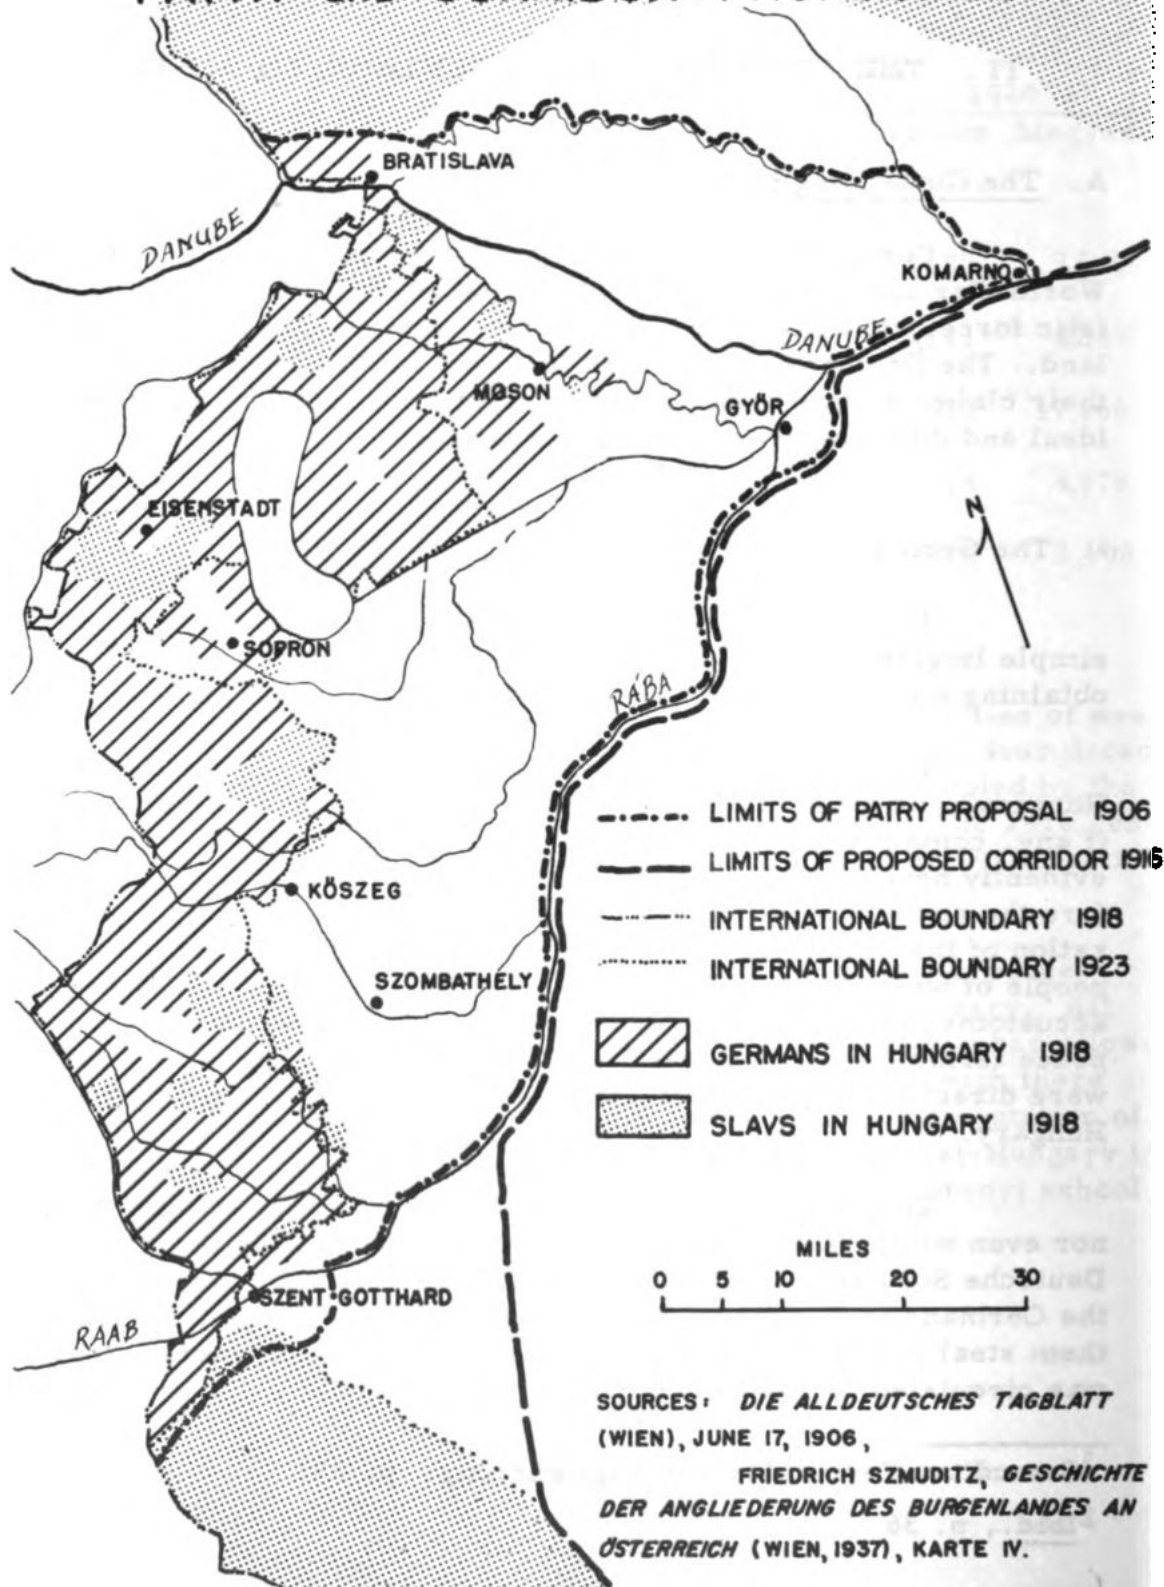 BRATISLAVA
DANUBE
KOMARNO
DANUBE
MOSON
GYÖR
EISENSTADT
N
SOPRON
RÁBA
LIMITS OF PATRY PROPOSAL 1906
LIMITS OF PROPOSED CORRIDOR 1916
KÖSZEG
INTERNATIONAL BOUNDARY 1918
SZOMBATHELY
INTERNATIONAL BOUNDARY 1923
GERMANS IN HUNGARY 1918
SLAVS IN HUNGARY 1918
MILES
0 5 10 20 30
SZENT GOTTHARD
RAAB
SOURCES: DIE ALLDEUTSCHES TAGBLATT
(WIEN), JUNE 17, 1906,
FRIEDRICH SZMUDITZ, GESCHICHTE
DER ANGLIEDERUNG DES BURGENLANDES AN
ÖSTERREICH (WIEN, 1937), KARTE IV.